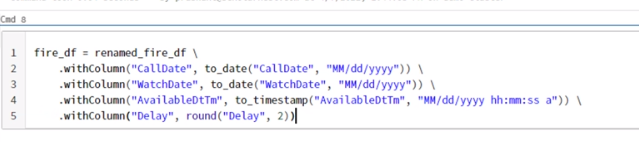 Cmd 8
1 fire_df = renamed_fire_df \
2 .withColumn("CallDate", to_date("CallDate", "MM/dd/yyyy")) \
3 .withColumn("WatchDate", to_date("WatchDate", "MM/dd/yyyy")) \
4 .withColumn("AvailableDtTm", to_timestamp("AvailableDtTm", "MM/dd/yyyy hh:mm:ss a")) \
5 .withColumn("Delay", round("Delay", 2))